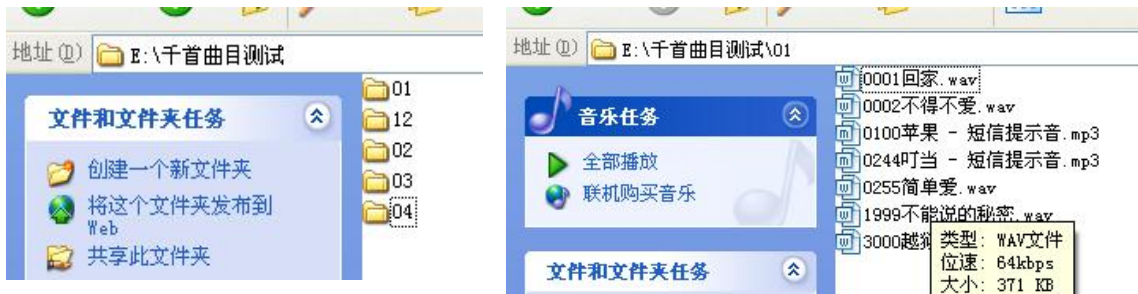 地址(D) E:\千首曲目测试
文件和文件夹任务
创建一个新文件夹
将这个文件夹发布到
Web
共享此文件夹
01
12
02
03
04
地址(D) E:\千首曲目测试\01
音乐任务
全部播放
联机购买音乐
文件和文件夹任务
0001回家.wav
0002不得不爱.wav
0100苹果 - 短信提示音.mp3
0244叮当 - 短信提示音.mp3
0255简单爱.wav
1999不能说的秘密.wav
3000越狱
类型: WAV文件
位速: 64kbps
大小: 371 KB